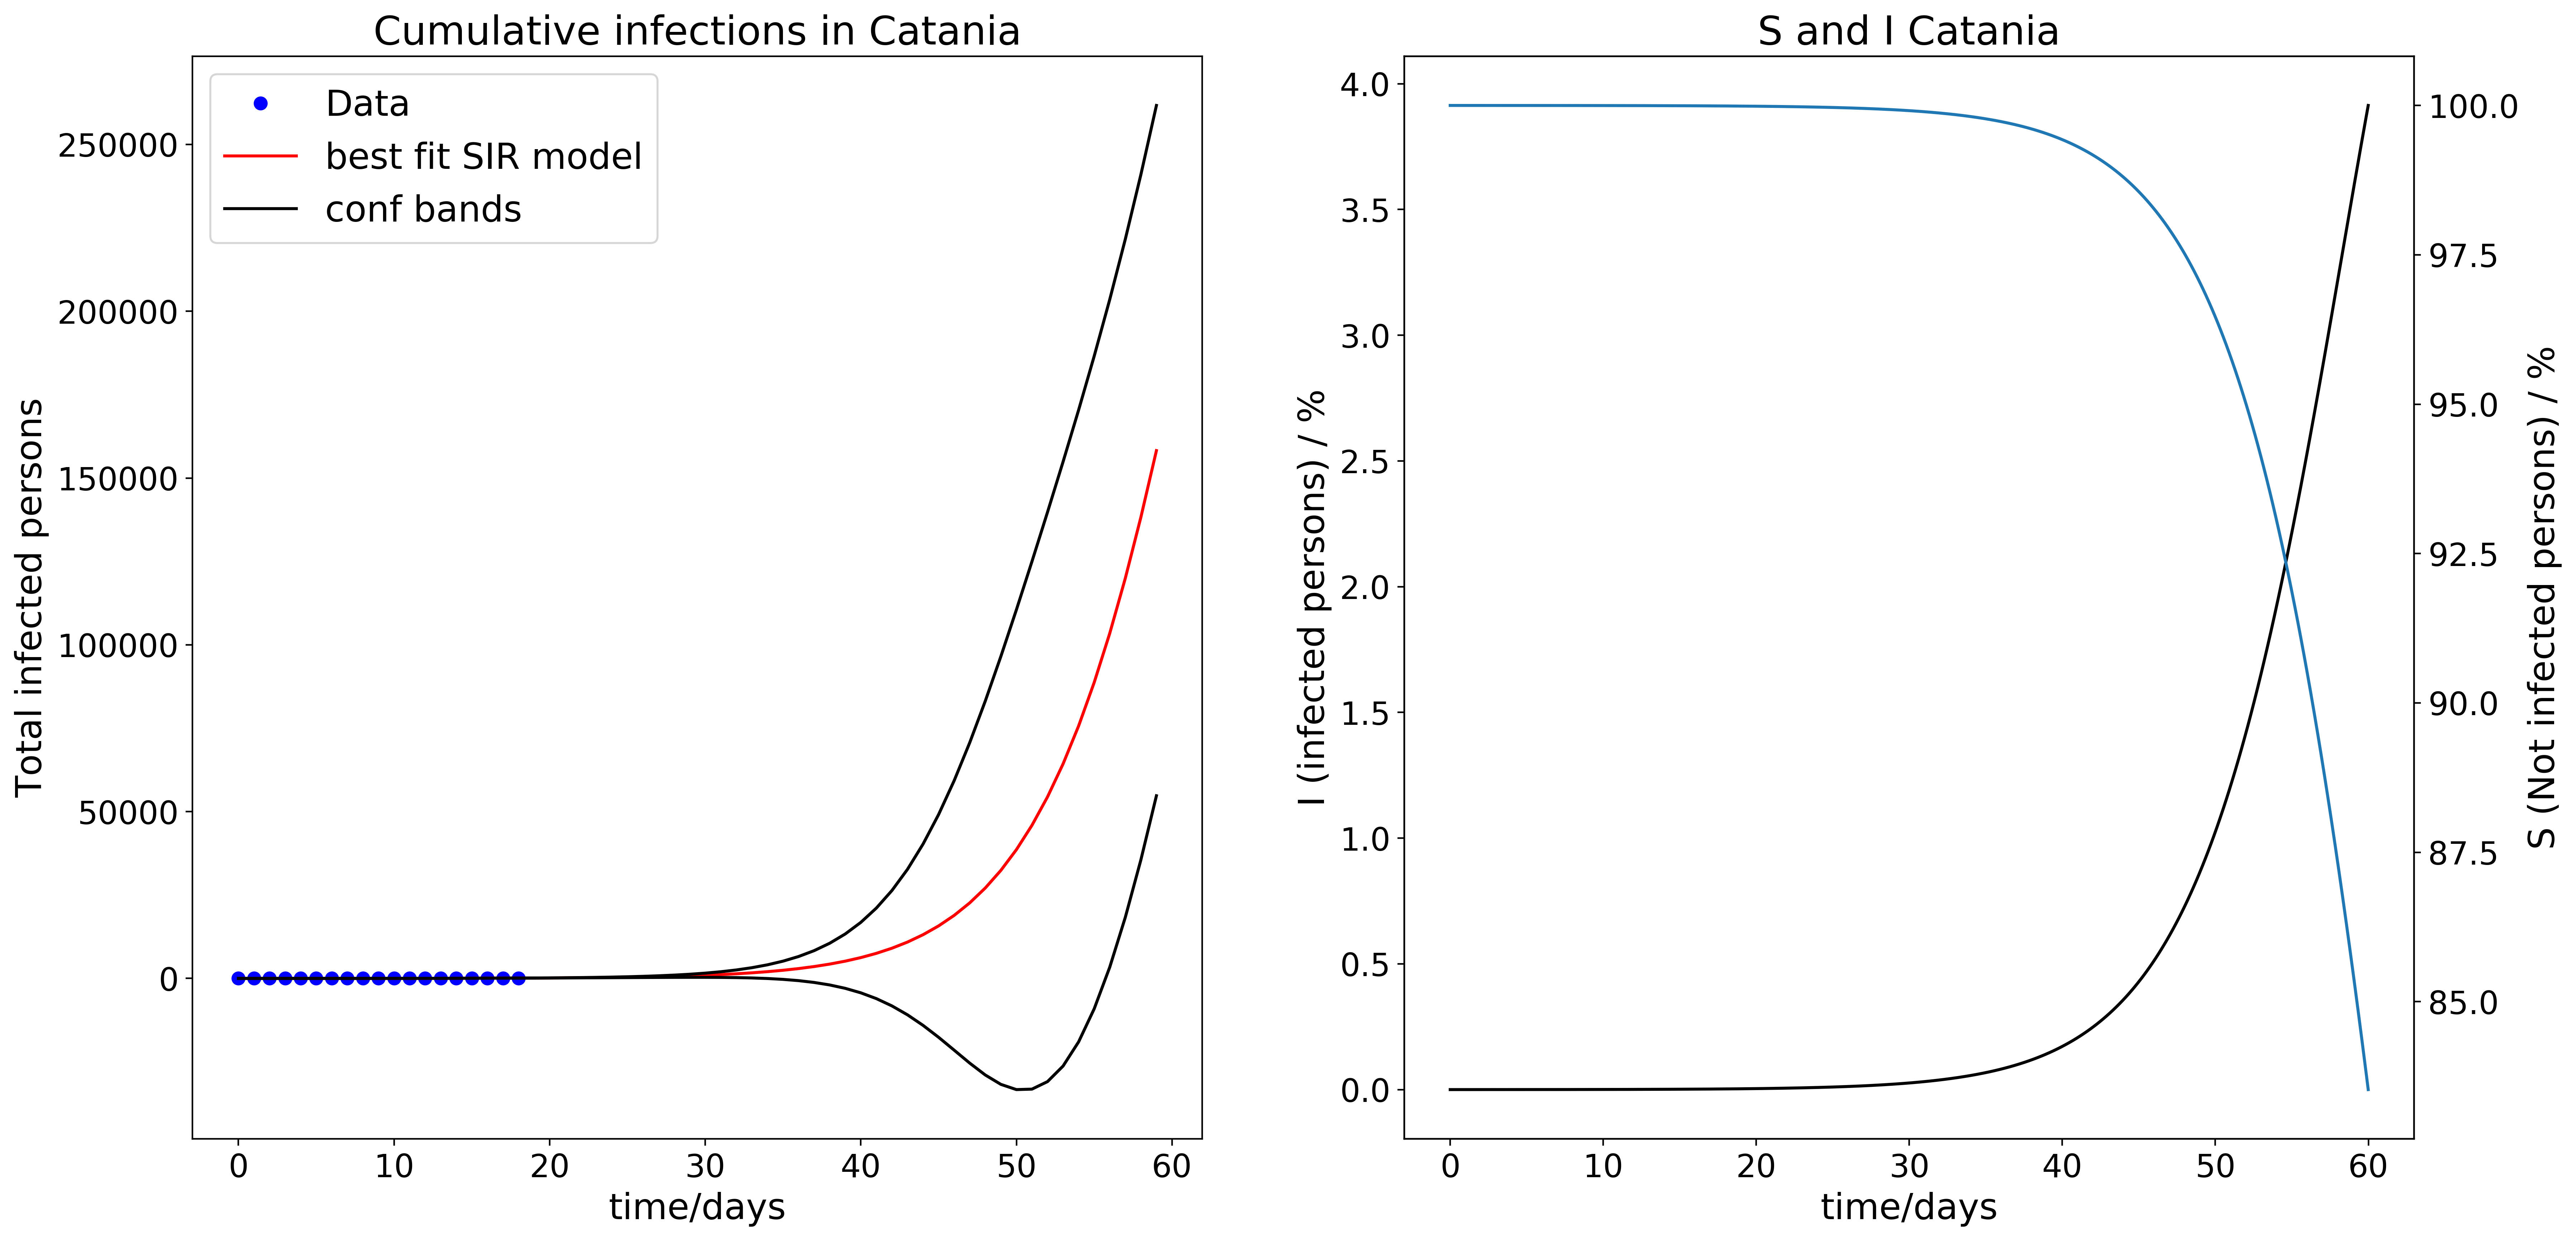 Cumulative infections in Catania
Data
best fit SIR model
conf bands
250000
200000
150000
100000
50000
0
Total infected persons
0 10 20 30 40 50 60
time/days
S and I Catania
4.0
3.5
3.0
2.5
2.0
1.5
1.0
0.5
0.0
I (infected persons) / %
100.0
97.5
95.0
92.5
90.0
87.5
85.0
S (Not infected persons) / %
0 10 20 30 40 50 60
time/days